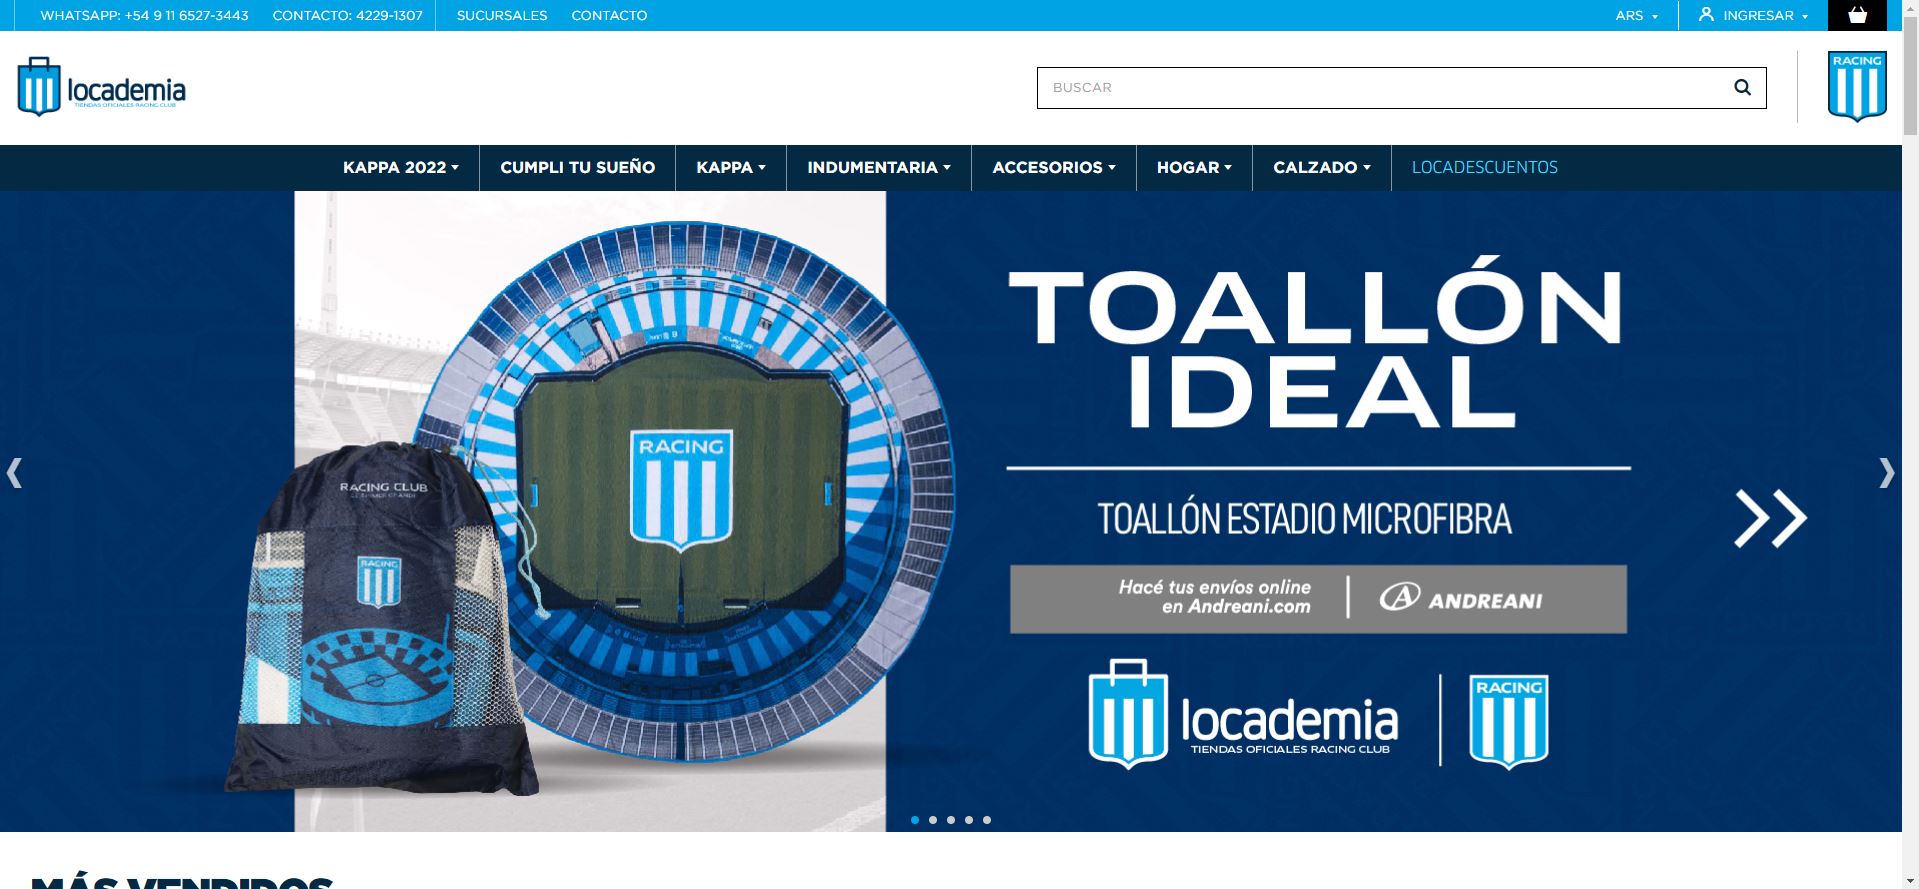 WHATSAPP: +54 9 11 6527-3443 CONTACTO: 4229-1307 SUCURSALES CONTACTO ARS INGRESAR
locademia
TIENDAS OFICIALES RACING CLUB
BUSCAR
RACING
KAPPA 2022 CUMPLI TU SUEÑO KAPPA INDUMENTARIA ACCESORIOS HOGAR CALZADO LOCADESCUENTOS
TOALLÓN
IDEAL
RACING
RACING CLUB
RACING
TOALLÓN ESTADIO MICROFIBRA
Hacé tus envíos online
en Andreani.com
A ANDREANI
locademia
TIENDAS OFICIALES RACING CLUB
RACING
MÁS VENDIDOS